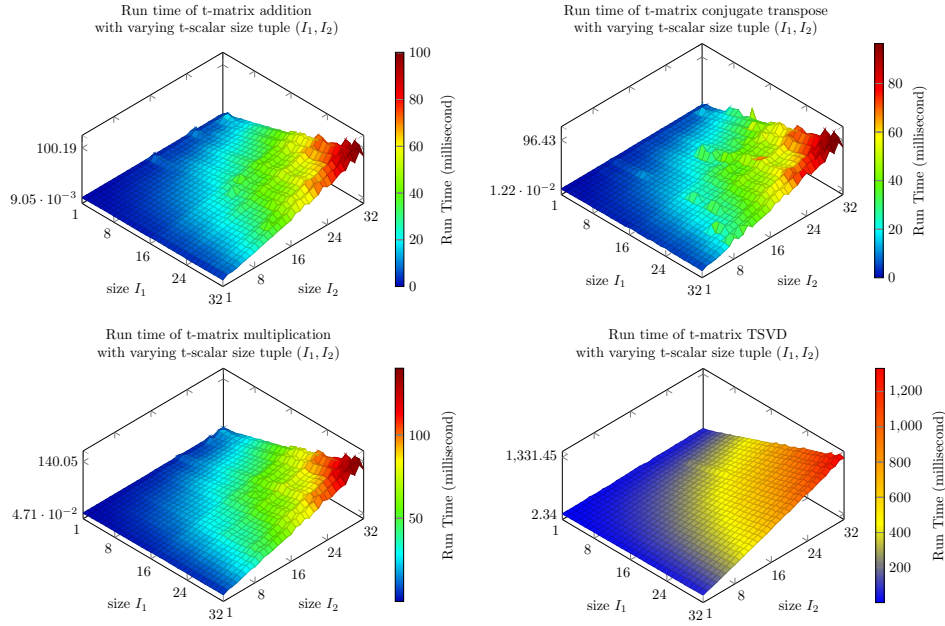 Run time of t-matrix addition
with varying t-scalar size tuple (I₁, I₂)
100.19
9.05 · 10⁻³
1
8
16
24
32
1
8
16
24
32
size I₁
size I₂
100
80
60
40
20
0
Run Time (millisecond)
Run time of t-matrix conjugate transpose
with varying t-scalar size tuple (I₁, I₂)
96.43
1.22 · 10⁻²
1
8
16
24
32
1
8
16
24
32
size I₁
size I₂
80
60
40
20
0
Run Time (millisecond)
Run time of t-matrix multiplication
with varying t-scalar size tuple (I₁, I₂)
140.05
4.71 · 10⁻²
1
8
16
24
32
1
8
16
24
32
size I₁
size I₂
100
50
Run Time (millisecond)
Run time of t-matrix TSVD
with varying t-scalar size tuple (I₁, I₂)
1,331.45
2.34
1
8
16
24
32
1
8
16
24
32
size I₁
size I₂
1,200
1,000
800
600
400
200
Run Time (millisecond)